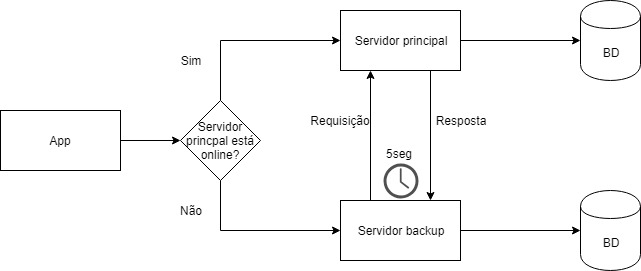 Servidor principal
BD
Sim
Requisição
Resposta
App
Servidor
princpal está
online?
5seg
Não
Servidor backup
BD